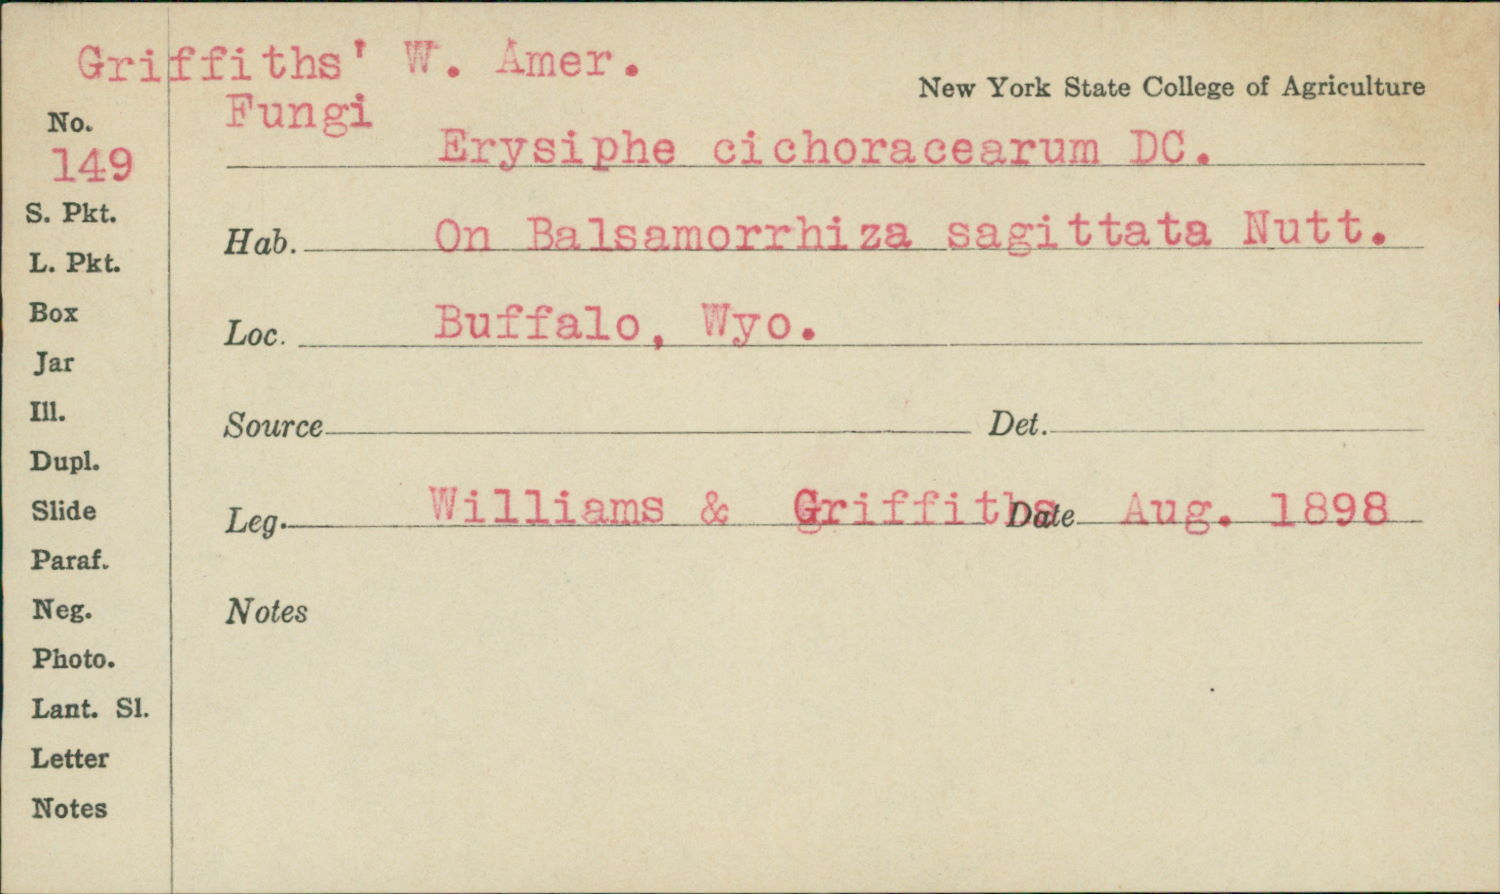 Griffiths' W. Amer.
Fungi
New York State College of Agriculture
No.
149
Erysiphe cichoracearum DC.
S. Pkt.
L. Pkt.
Box
Jar
Ill.
Dupl.
Slide
Paraf.
Neg.
Photo.
Lant. Sl.
Letter
Notes
Hab. On Balsamorrhiza sagittata Nutt.
Loc. Buffalo, Wyo.
Source Det.
Leg. Williams & Griffiths Date Aug. 1898
Notes